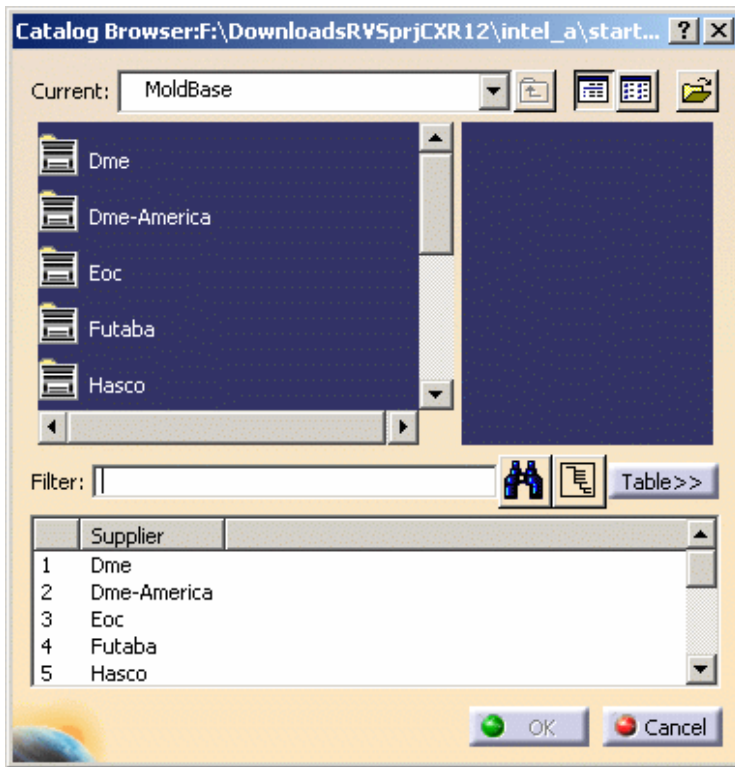 Catalog Browser:F:\DownloadsRVSprjCXR12\intel_a\start... ? X
Current: MoldBase
Dme
Dme-America
Eoc
Futaba
Hasco
Filter: Table>>
Supplier
1 Dme
2 Dme-America
3 Eoc
4 Futaba
5 Hasco
OK Cancel